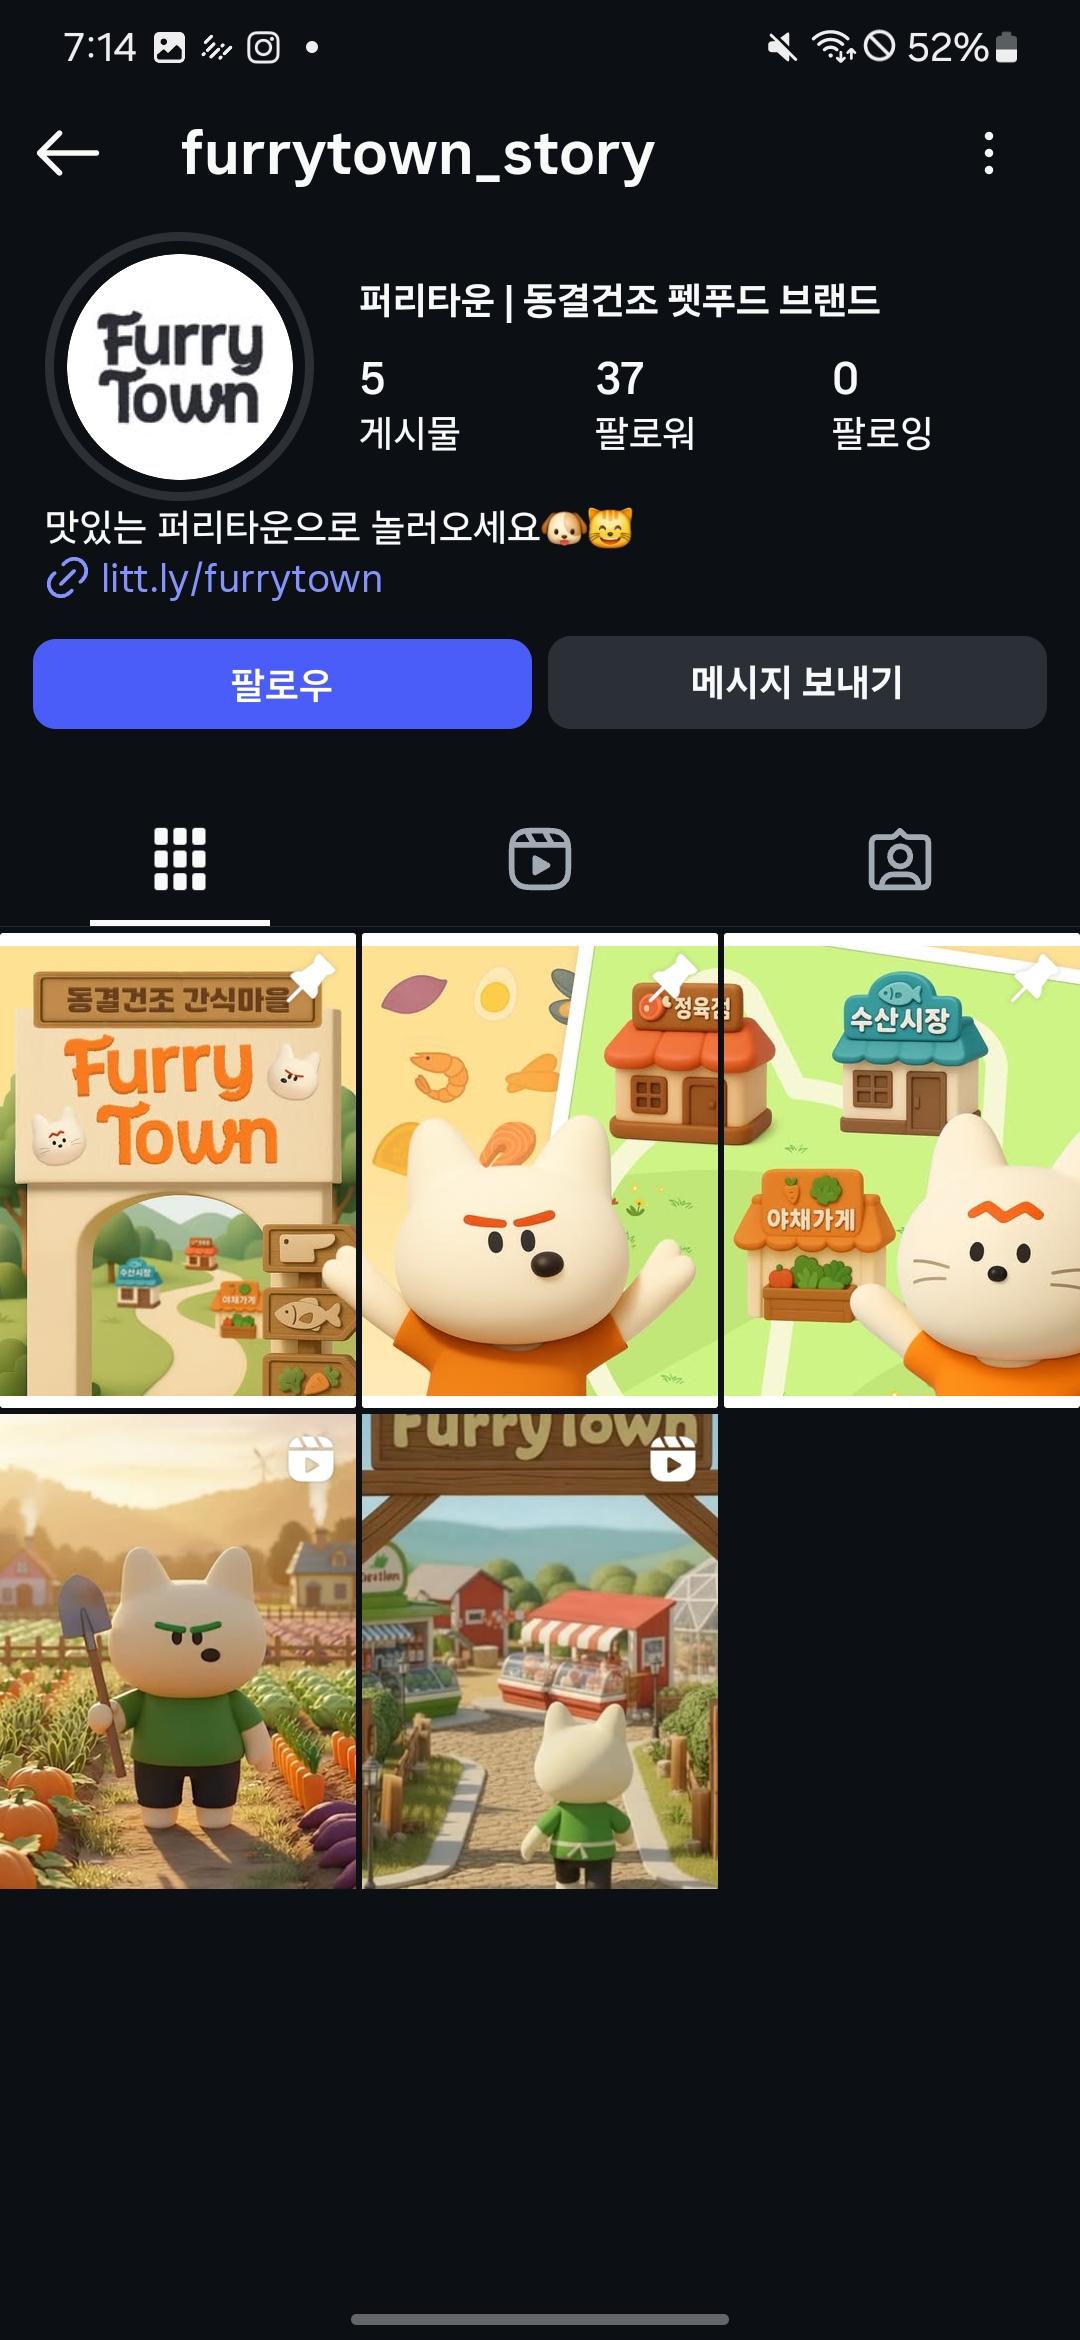 7:14
52%
furrytown_story
Furry
Town
퍼리타운 | 동결건조 펫푸드 브랜드
5 37 0
게시물 팔로워 팔로잉
맛있는 퍼리타운으로 놀러오세요🐶😸
litt.ly/furrytown
팔로우 메시지 보내기
동결건조 간식마을
Furry
Town
수산시장
야채가게
정육점
수산시장
야채가게
FurryTown